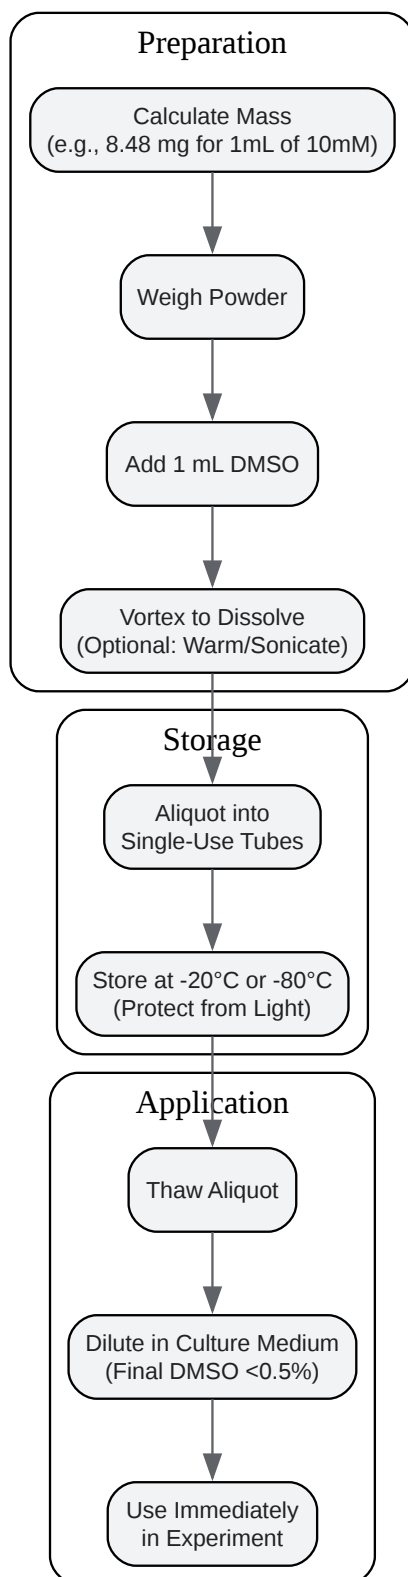 Preparation
Calculate Mass
(e.g., 8.48 mg for 1mL of 10mM)
Weigh Powder
Add 1 mL DMSO
Vortex to Dissolve
(Optional: Warm/Sonicate)
Storage
Aliquot into
Single-Use Tubes
Store at -20°C or -80°C
(Protect from Light)
Application
Thaw Aliquot
Dilute in Culture Medium
(Final DMSO <0.5%)
Use Immediately
in Experiment